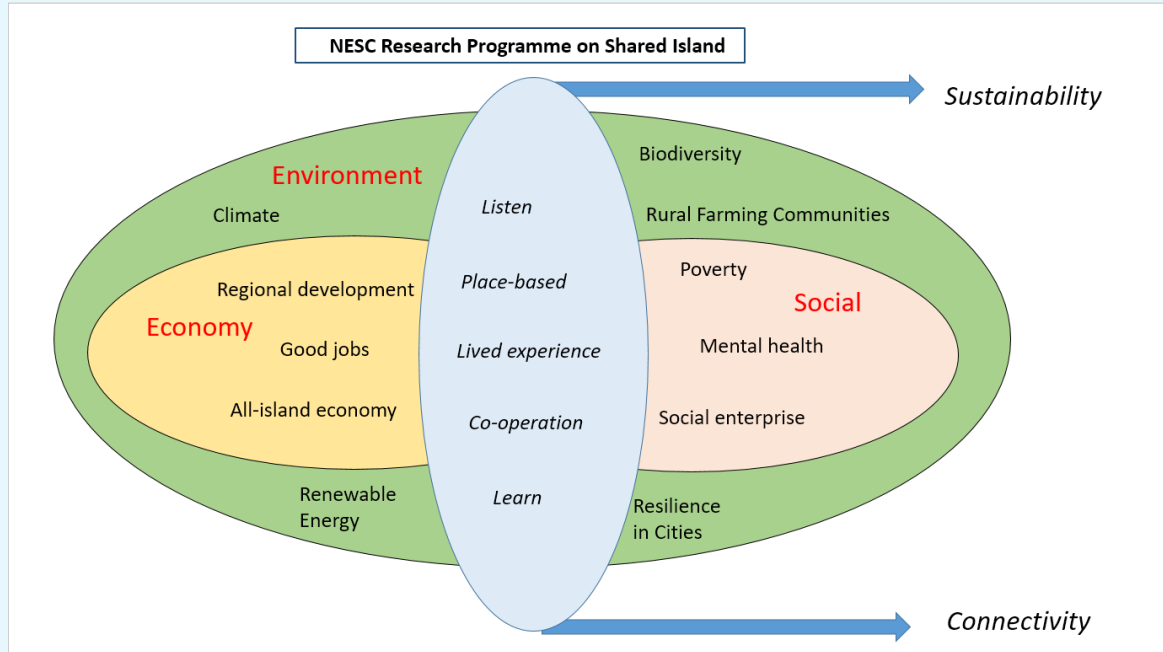 NESC Research Programme on Shared Island
Sustainability
Environment
Climate
Biodiversity
Rural Farming Communities
Listen
Place-based
Lived experience
Co-operation
Learn
Regional development
Economy
Good jobs
All-island economy
Poverty
Social
Mental health
Social enterprise
Renewable
Energy
Resilience
in Cities
Connectivity